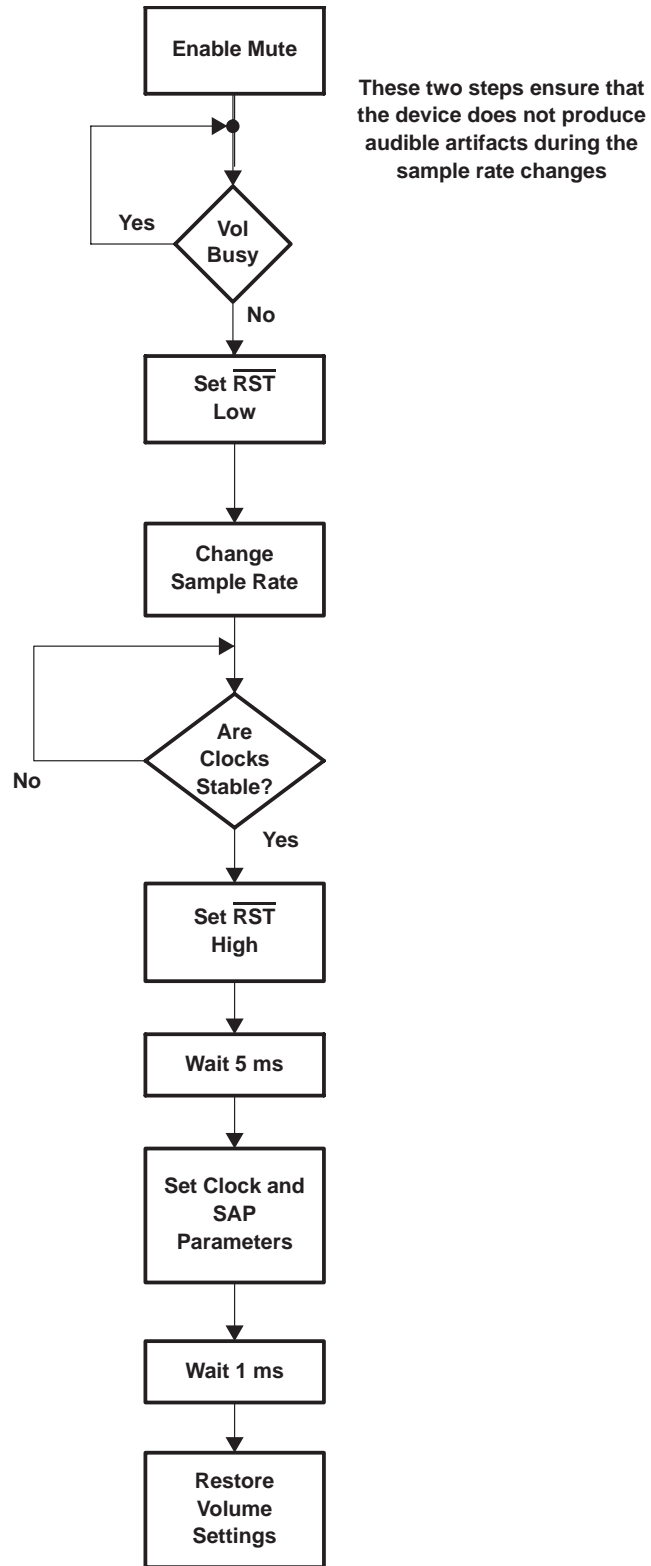 Enable Mute
These two steps ensure that
the device does not produce
audible artifacts during the
sample rate changes
Yes
Vol
Busy
No
Set R̅S̅T̅
Low
Change
Sample Rate
Are
Clocks
Stable?
No
Yes
Set R̅S̅T̅
High
Wait 5 ms
Set Clock and
SAP
Parameters
Wait 1 ms
Restore
Volume
Settings